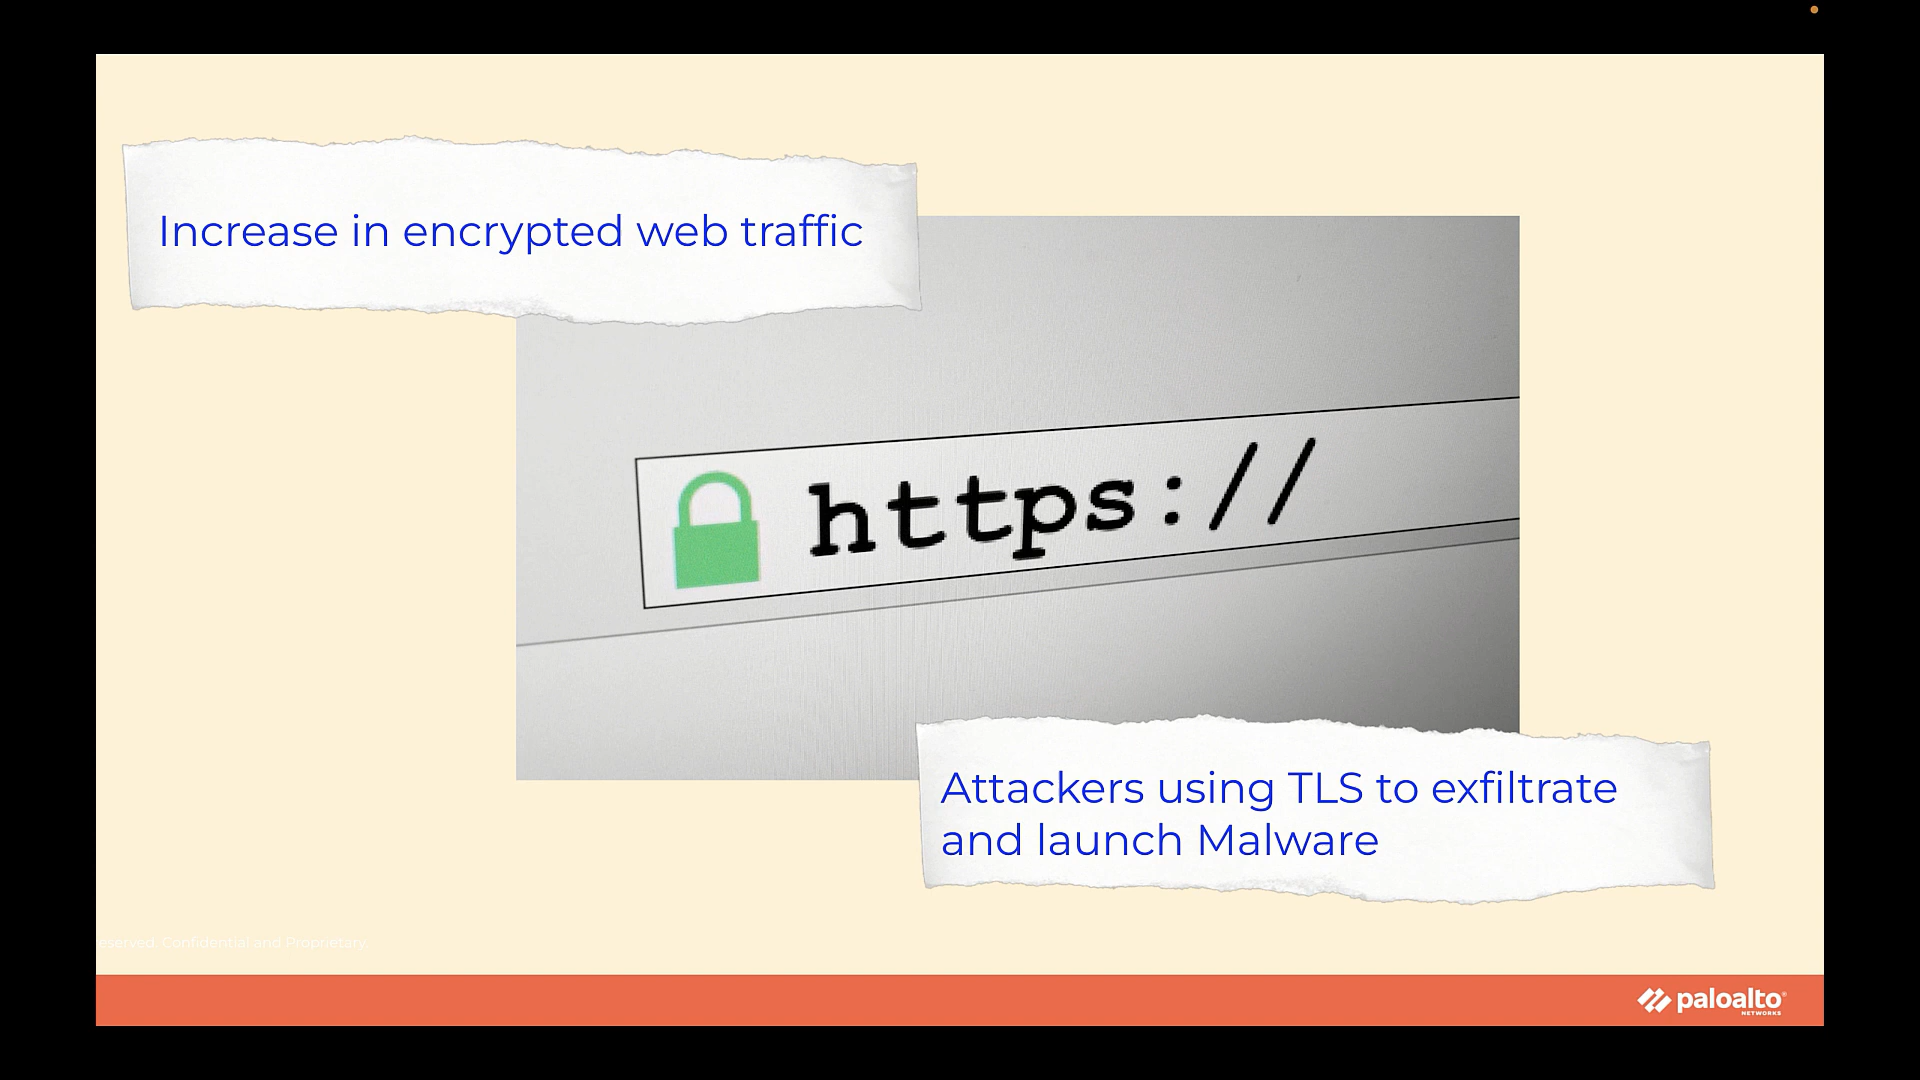 Increase in encrypted web traffic
https://
Attackers using TLS to exfiltrate
and launch Malware
eserved. Confidential and Proprietary.
paloalto
NETWORKS